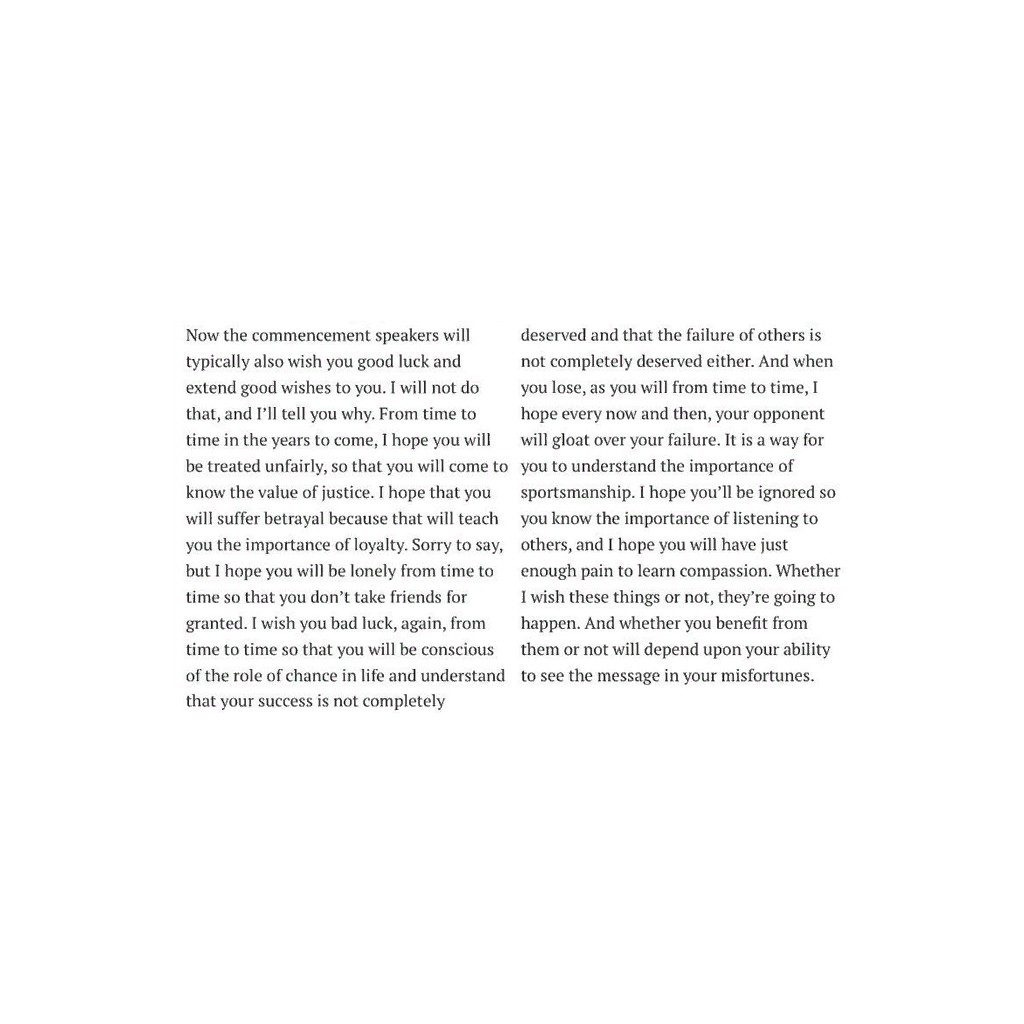 Now the commencement speakers will
typically also wish you good luck and
extend good wishes to you. I will not do
that, and I’ll tell you why. From time to
time in the years to come, I hope you will
be treated unfairly, so that you will come to
know the value of justice. I hope that you
will suffer betrayal because that will teach
you the importance of loyalty. Sorry to say,
but I hope you will be lonely from time to
time so that you don’t take friends for
granted. I wish you bad luck, again, from
time to time so that you will be conscious
of the role of chance in life and understand
that your success is not completely
deserved and that the failure of others is
not completely deserved either. And when
you lose, as you will from time to time, I
hope every now and then, your opponent
will gloat over your failure. It is a way for
you to understand the importance of
sportsmanship. I hope you’ll be ignored so
you know the importance of listening to
others, and I hope you will have just
enough pain to learn compassion. Whether
I wish these things or not, they’re going to
happen. And whether you benefit from
them or not will depend upon your ability
to see the message in your misfortunes.